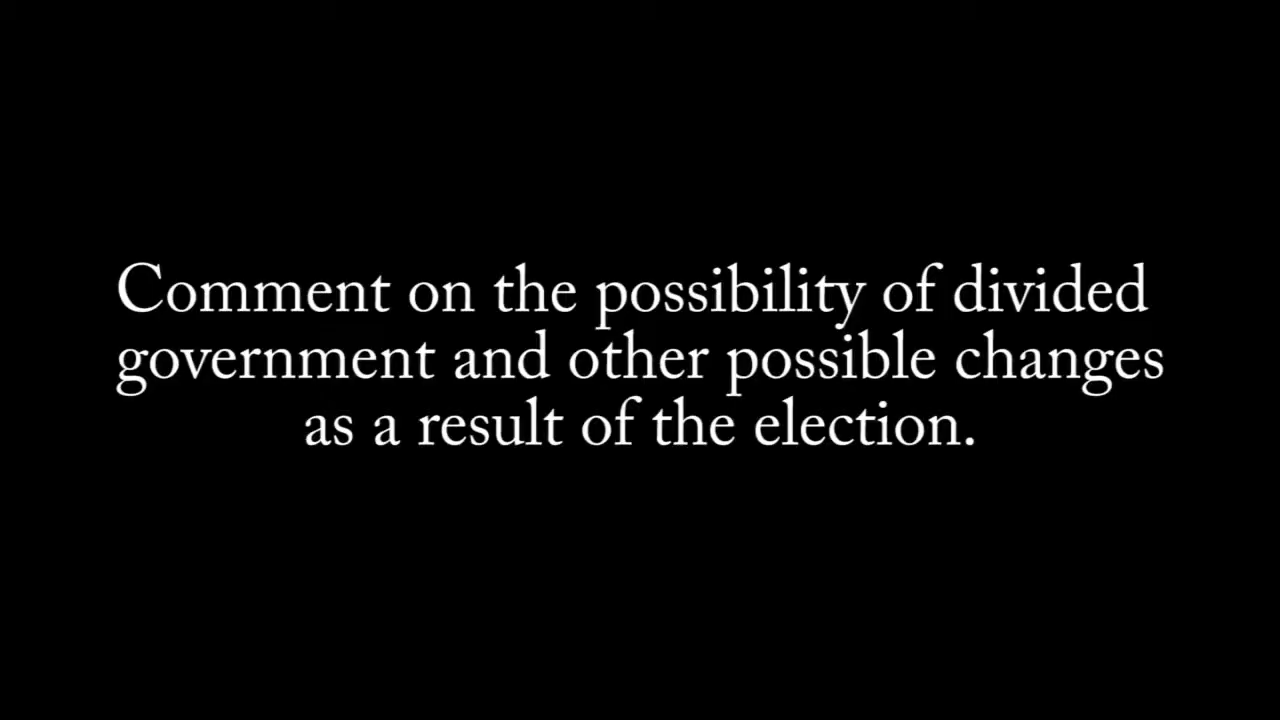 Comment on the possibility of divided
government and other possible changes
as a result of the election.